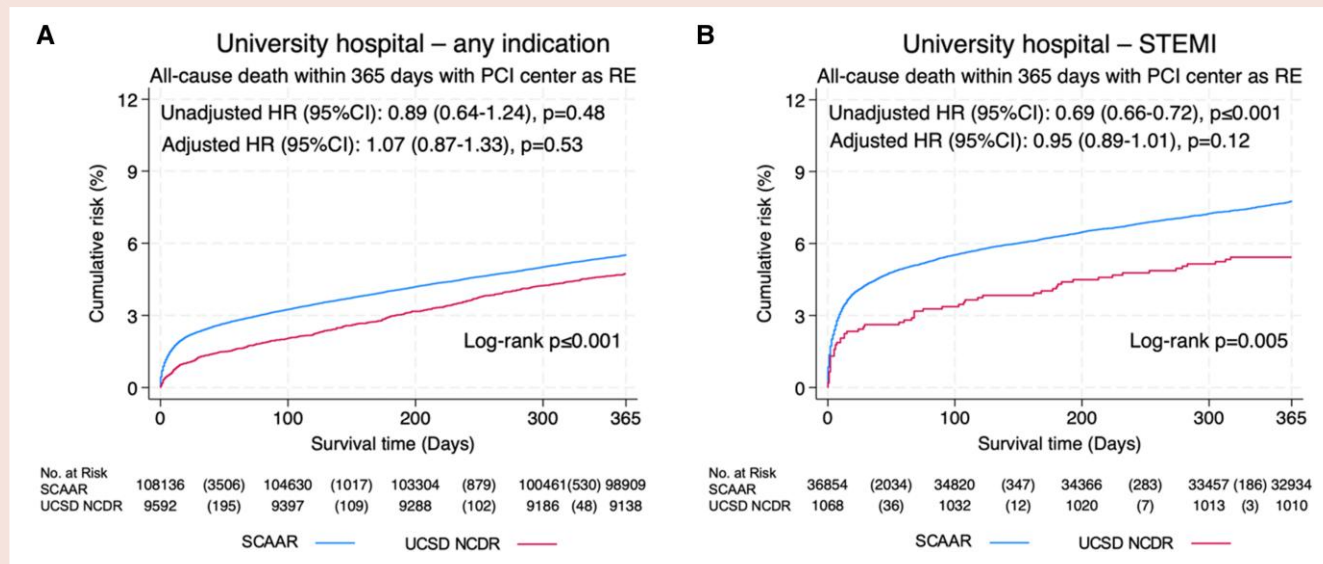 A
University hospital – any indication
All-cause death within 365 days with PCI center as RE
Unadjusted HR (95%CI): 0.89 (0.64-1.24), p=0.48
Adjusted HR (95%CI): 1.07 (0.87-1.33), p=0.53
Cumulative risk (%)
12
9
6
3
0
Log-rank p≤0.001
0 100 200 300 365
Survival time (Days)
No. at Risk
SCAAR 108136 (3506) 104630 (1017) 103304 (879) 100461 (530) 98909
UCSD NCDR 9592 (195) 9397 (109) 9288 (102) 9186 (48) 9138
SCAAR UCSD NCDR
B
University hospital – STEMI
All-cause death within 365 days with PCI center as RE
Unadjusted HR (95%CI): 0.69 (0.66-0.72), p≤0.001
Adjusted HR (95%CI): 0.95 (0.89-1.01), p=0.12
Cumulative risk (%)
12
9
6
3
0
Log-rank p=0.005
0 100 200 300 365
Survival time (Days)
No. at Risk
SCAAR 36854 (2034) 34820 (347) 34366 (283) 33457 (186) 32934
UCSD NCDR 1068 (36) 1032 (12) 1020 (7) 1013 (3) 1010
SCAAR UCSD NCDR